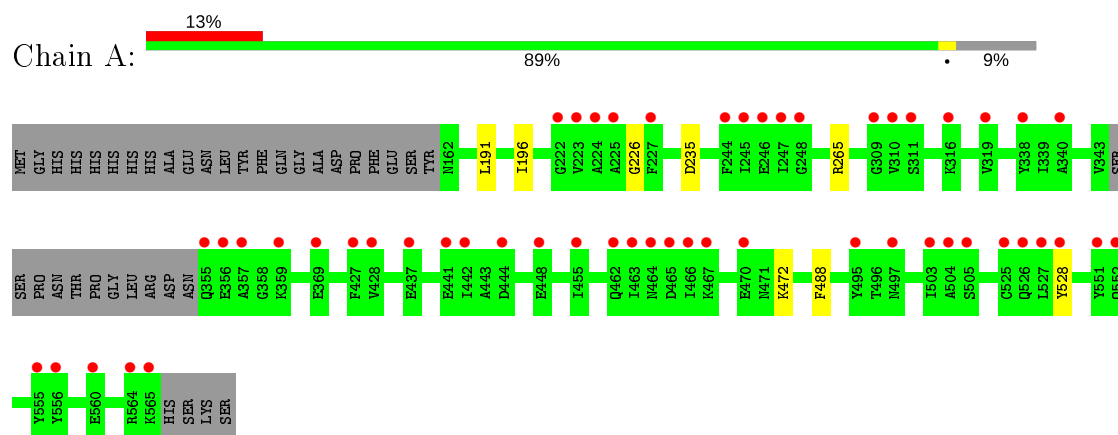 13%
Chain A:
89% • 9%
MET GLY HIS HIS HIS HIS HIS HIS HIS ALA GLU ASN LEU TYR PHE GLN GLY ALA ASP PRO PHE GLU SER TYR N162 L191 I196 G222 V223 A224 A225 G226 F227 D235 F244 I245 E246 I247 G248 R265 G309 V310 S311 K316 V319 Y338 I339 A340 V343 SER
SER PRO ASN THR PRO GLY LEU ARG ASP ASN Q355 E356 A357 G358 K359 E369 F427 V428 E437 E441 I442 A443 D444 E448 I455 Q462 I463 N464 D465 I466 K467 E470 N471 K472 F488 Y495 T496 N497 I503 A504 S505 C525 Q526 L527 Y528 Y551 Q552
Y555 Y556 E560 R564 K565 HIS SER LYS SER